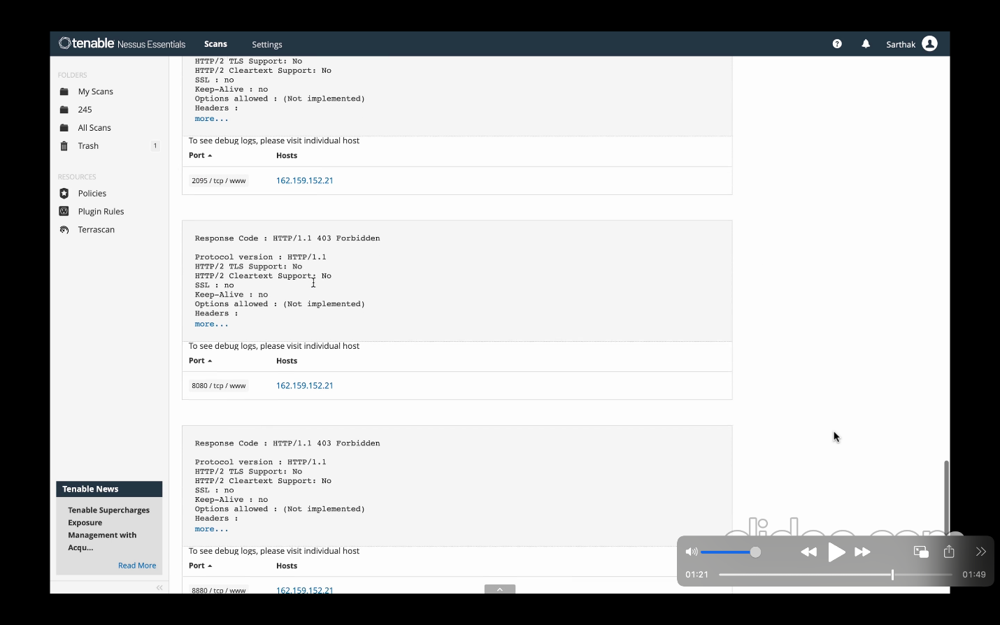 tenable Nessus Essentials Scans Settings Sarthak
FOLDERS
My Scans
245
All Scans
Trash 1
RESOURCES
Policies
Plugin Rules
Terrascan
Tenable News
Tenable Supercharges
Exposure
Management with
Acqu...
Read More
HTTP/2 TLS Support: No
HTTP/2 Cleartext Support: No
SSL : no
Keep-Alive : no
Options allowed : (Not implemented)
Headers :
more...
To see debug logs, please visit individual host
Port Hosts
2095 / tcp / www 162.159.152.21
Response Code : HTTP/1.1 403 Forbidden
Protocol version : HTTP/1.1
HTTP/2 TLS Support: No
HTTP/2 Cleartext Support: No
SSL : no
Keep-Alive : no
Options allowed : (Not implemented)
Headers :
more...
To see debug logs, please visit individual host
Port Hosts
8080 / tcp / www 162.159.152.21
Response Code : HTTP/1.1 403 Forbidden
Protocol version : HTTP/1.1
HTTP/2 TLS Support: No
HTTP/2 Cleartext Support: No
SSL : no
Keep-Alive : no
Options allowed : (Not implemented)
Headers :
more...
To see debug logs, please visit individual host
Port Hosts
8880 / tcp / www 162.159.152.21
01:21 01:49